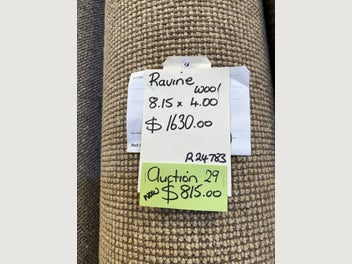 Ravine
wool
8.15 x 4.00
$1630.00
R24783
Auction 29
now $815.00